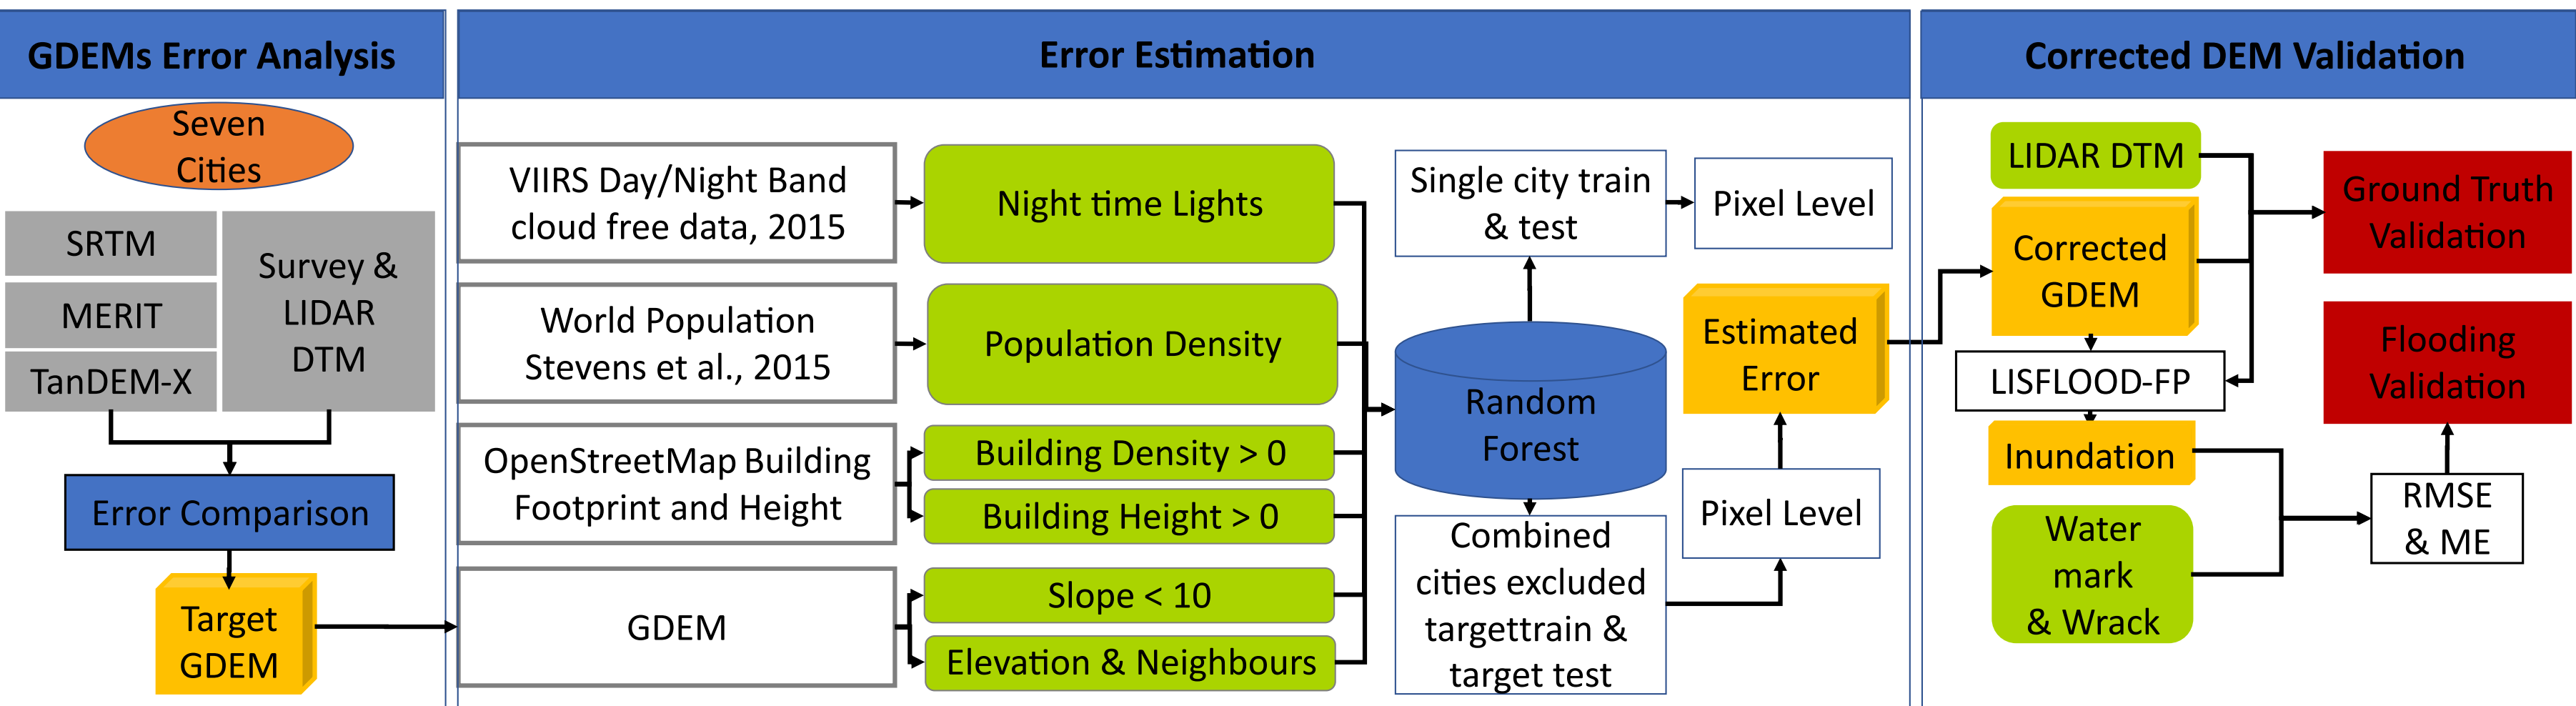 GDEMs Error Analysis
Seven
Cities
SRTM
MERIT
TanDEM-X
Survey &
LIDAR
DTM
Error Comparison
Target
GDEM
Error Estimation
VIIRS Day/Night Band
cloud free data, 2015
Night time Lights
World Population
Stevens et al., 2015
Population Density
OpenStreetMap Building
Footprint and Height
Building Density > 0
Building Height > 0
GDEM
Slope < 10
Elevation & Neighbours
Single city train
& test
Pixel Level
Random
Forest
Combined
cities excluded
targettrain &
target test
Pixel Level
Estimated
Error
Corrected DEM Validation
LIDAR DTM
Corrected
GDEM
LISFLOOD-FP
Inundation
Water
mark
& Wrack
Ground Truth
Validation
Flooding
Validation
RMSE
& ME